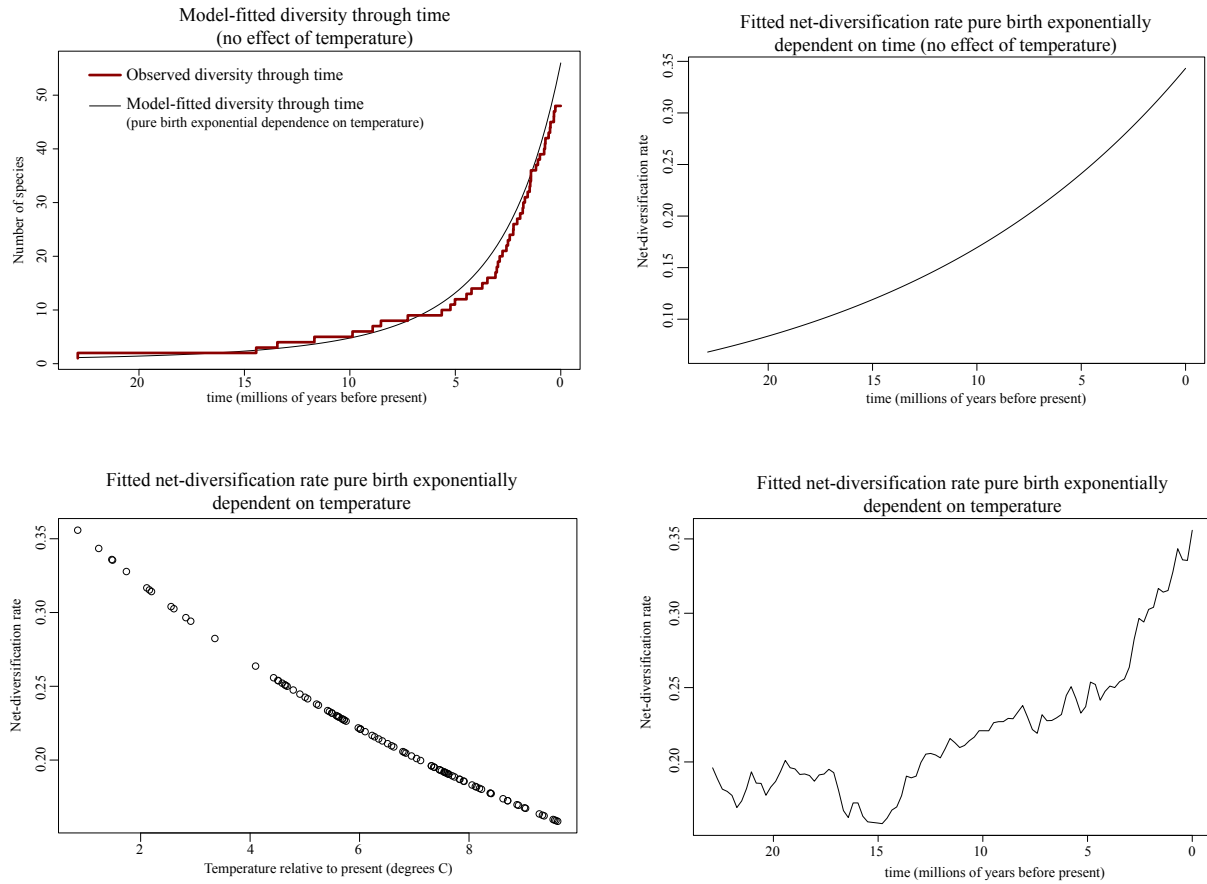 Model-fitted diversity through time
(no effect of temperature)
Observed diversity through time
Model-fitted diversity through time
(pure birth exponential dependence on temperature)
Number of species
0
10
20
30
40
50
20
15
10
5
0
time (millions of years before present)
Fitted net-diversification rate pure birth exponentially
dependent on time (no effect of temperature)
Net-diversification rate
0.10
0.15
0.20
0.25
0.30
0.35
20
15
10
5
0
time (millions of years before present)
Fitted net-diversification rate pure birth exponentially
dependent on temperature
Net-diversification rate
0.20
0.25
0.30
0.35
2
4
6
8
Temperature relative to present (degrees C)
Fitted net-diversification rate pure birth exponentially
dependent on temperature
Net-diversification rate
0.20
0.25
0.30
0.35
20
15
10
5
0
time (millions of years before present)